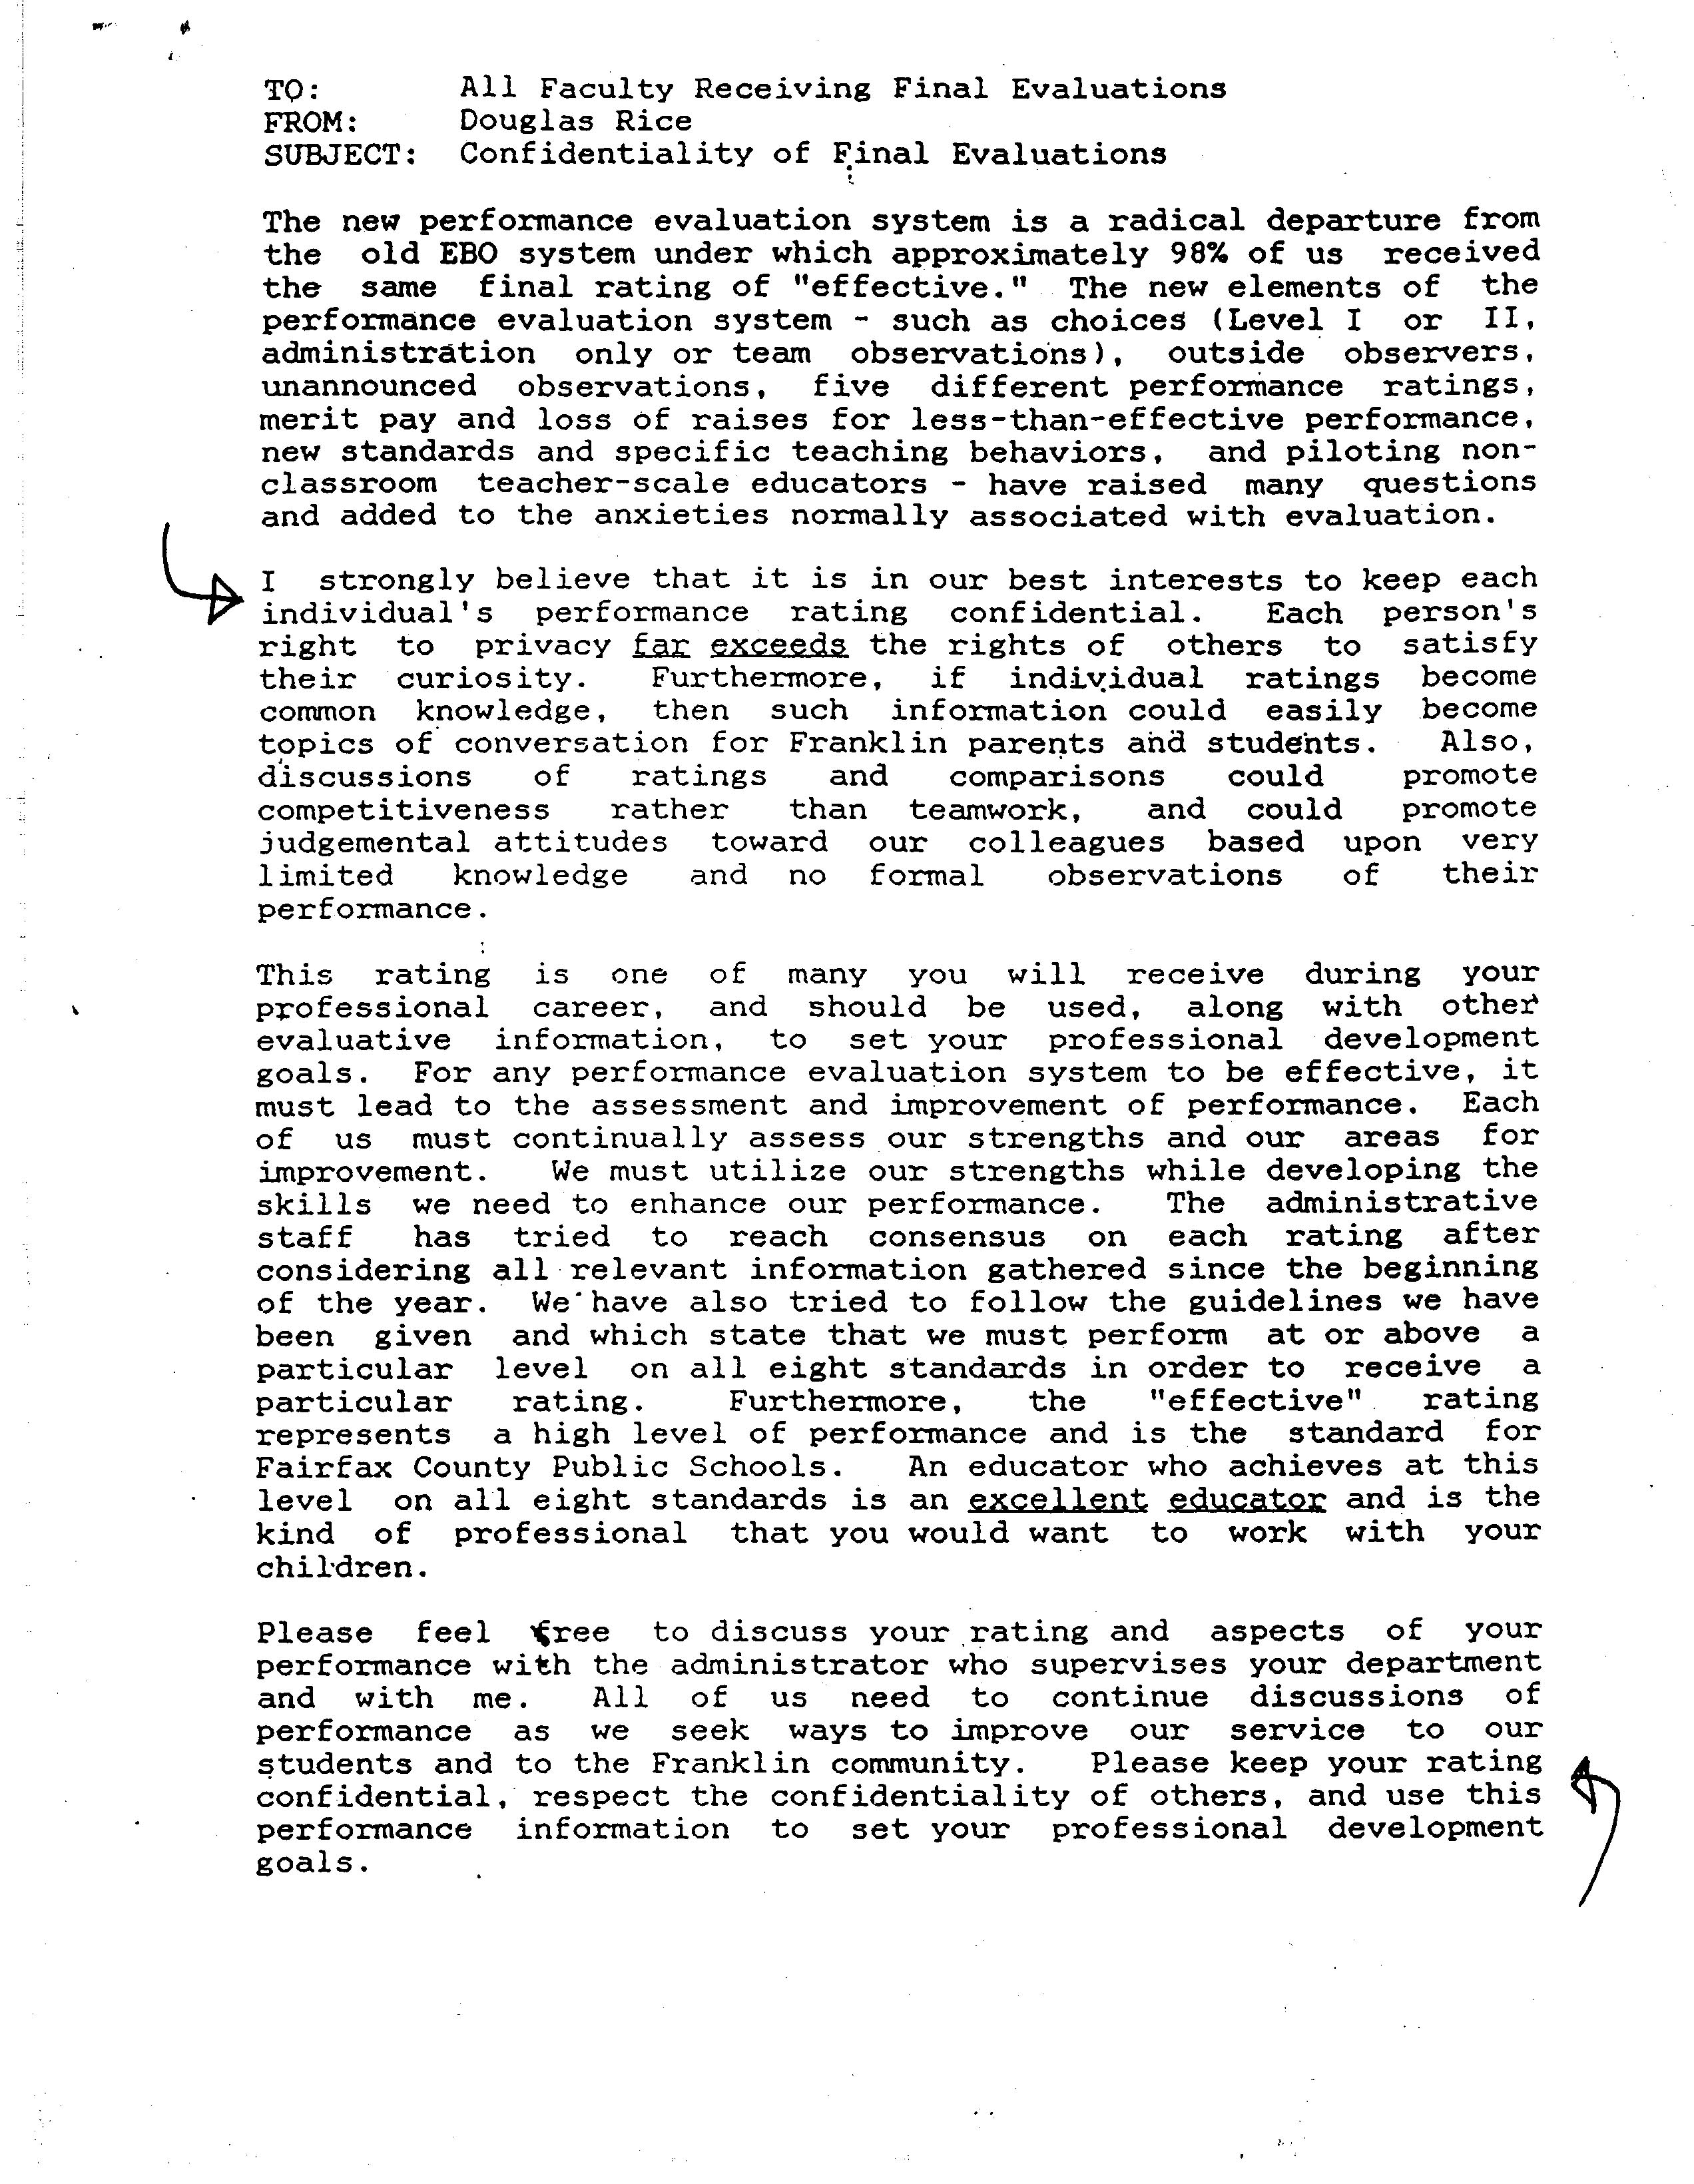 TO: All Faculty Receiving Final Evaluations
FROM: Douglas Rice
SUBJECT: Confidentiality of Final Evaluations
The new performance evaluation system is a radical departure from
the old EBO system under which approximately 98% of us received
the same final rating of "effective." The new elements of the
performance evaluation system - such as choices (Level I or II,
administration only or team observations), outside observers,
unannounced observations, five different performance ratings,
merit pay and loss of raises for less-than-effective performance,
new standards and specific teaching behaviors, and piloting non-
classroom teacher-scale educators - have raised many questions
and added to the anxieties normally associated with evaluation.
I strongly believe that it is in our best interests to keep each
individual's performance rating confidential. Each person's
right to privacy far exceeds the rights of others to satisfy
their curiosity. Furthermore, if individual ratings become
common knowledge, then such information could easily become
topics of conversation for Franklin parents and students. Also,
discussions of ratings and comparisons could promote
competitiveness rather than teamwork, and could promote
judgemental attitudes toward our colleagues based upon very
limited knowledge and no formal observations of their
performance.
This rating is one of many you will receive during your
professional career, and should be used, along with other
evaluative information, to set your professional development
goals. For any performance evaluation system to be effective, it
must lead to the assessment and improvement of performance. Each
of us must continually assess our strengths and our areas for
improvement. We must utilize our strengths while developing the
skills we need to enhance our performance. The administrative
staff has tried to reach consensus on each rating after
considering all relevant information gathered since the beginning
of the year. We have also tried to follow the guidelines we have
been given and which state that we must perform at or above a
particular level on all eight standards in order to receive a
particular rating. Furthermore, the "effective" rating
represents a high level of performance and is the standard for
Fairfax County Public Schools. An educator who achieves at this
level on all eight standards is an excellent educator and is the
kind of professional that you would want to work with your
children.
Please feel free to discuss your rating and aspects of your
performance with the administrator who supervises your department
and with me. All of us need to continue discussions of
performance as we seek ways to improve our service to our
students and to the Franklin community. Please keep your rating
confidential, respect the confidentiality of others, and use this
performance information to set your professional development
goals.